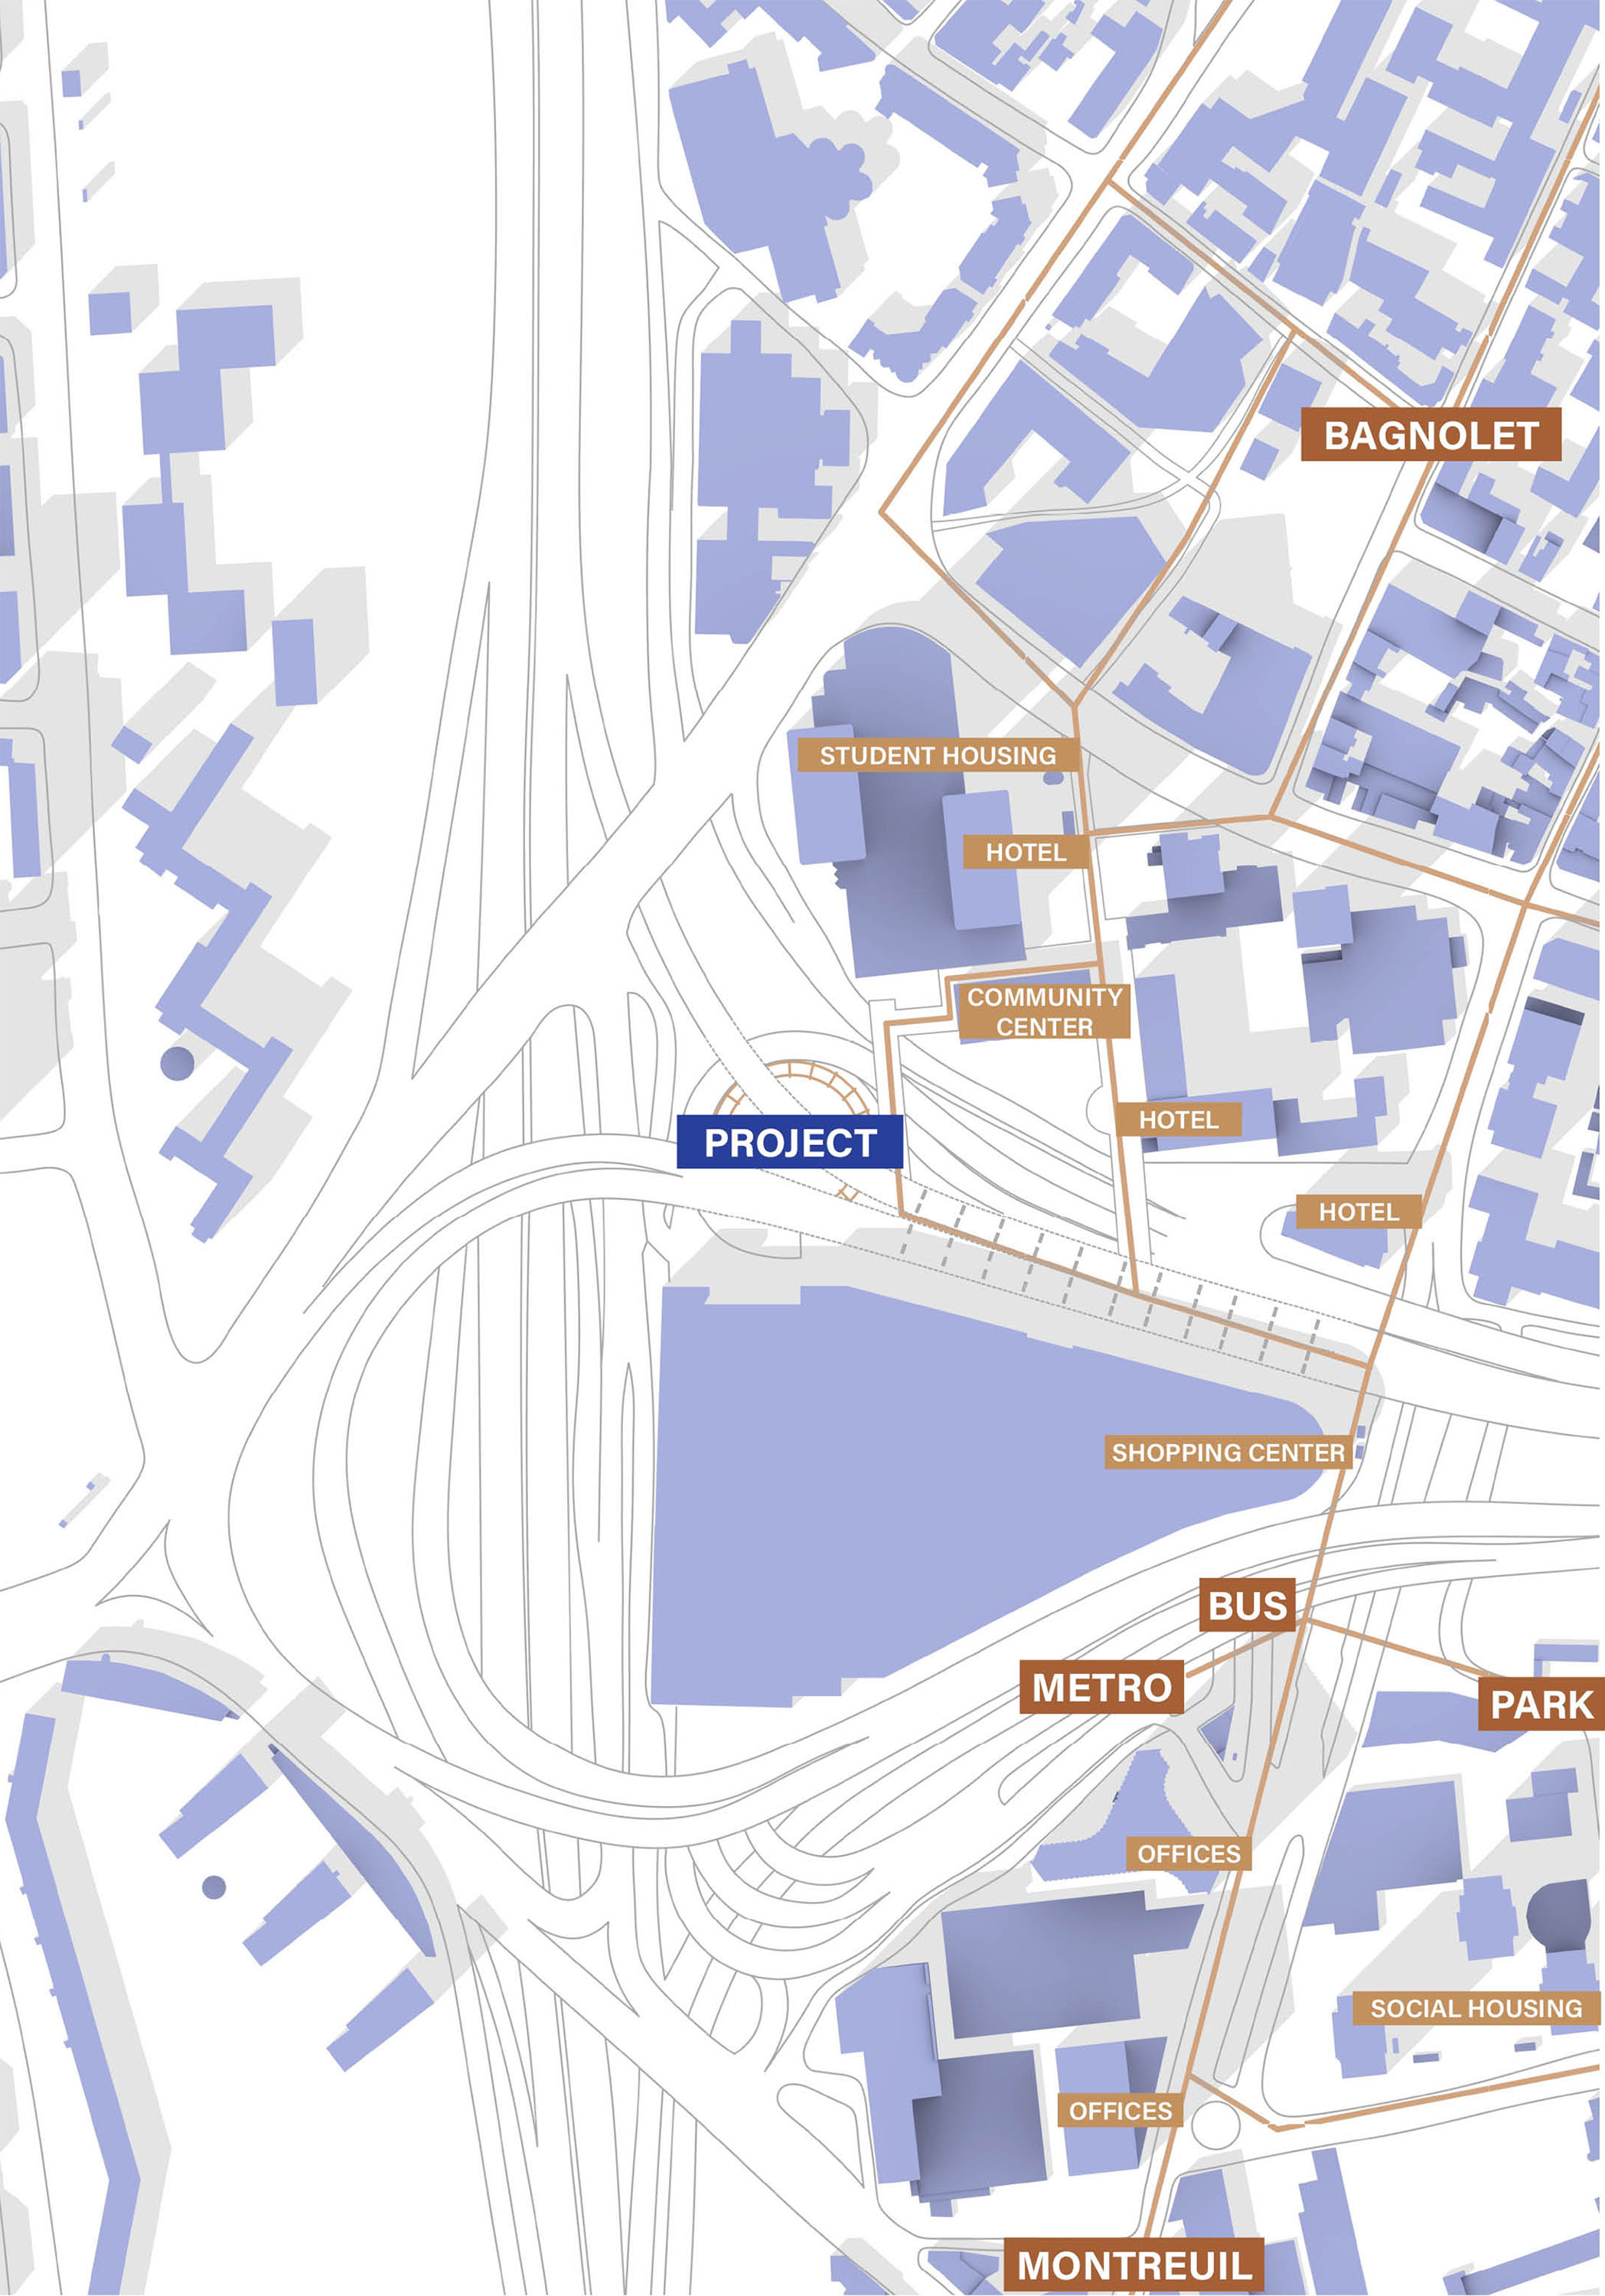 BAGNOLET
STUDENT HOUSING
HOTEL
COMMUNITY
CENTER
HOTEL
PROJECT
HOTEL
SHOPPING CENTER
BUS
METRO
PARK
OFFICES
SOCIAL HOUSING
OFFICES
MONTREUIL